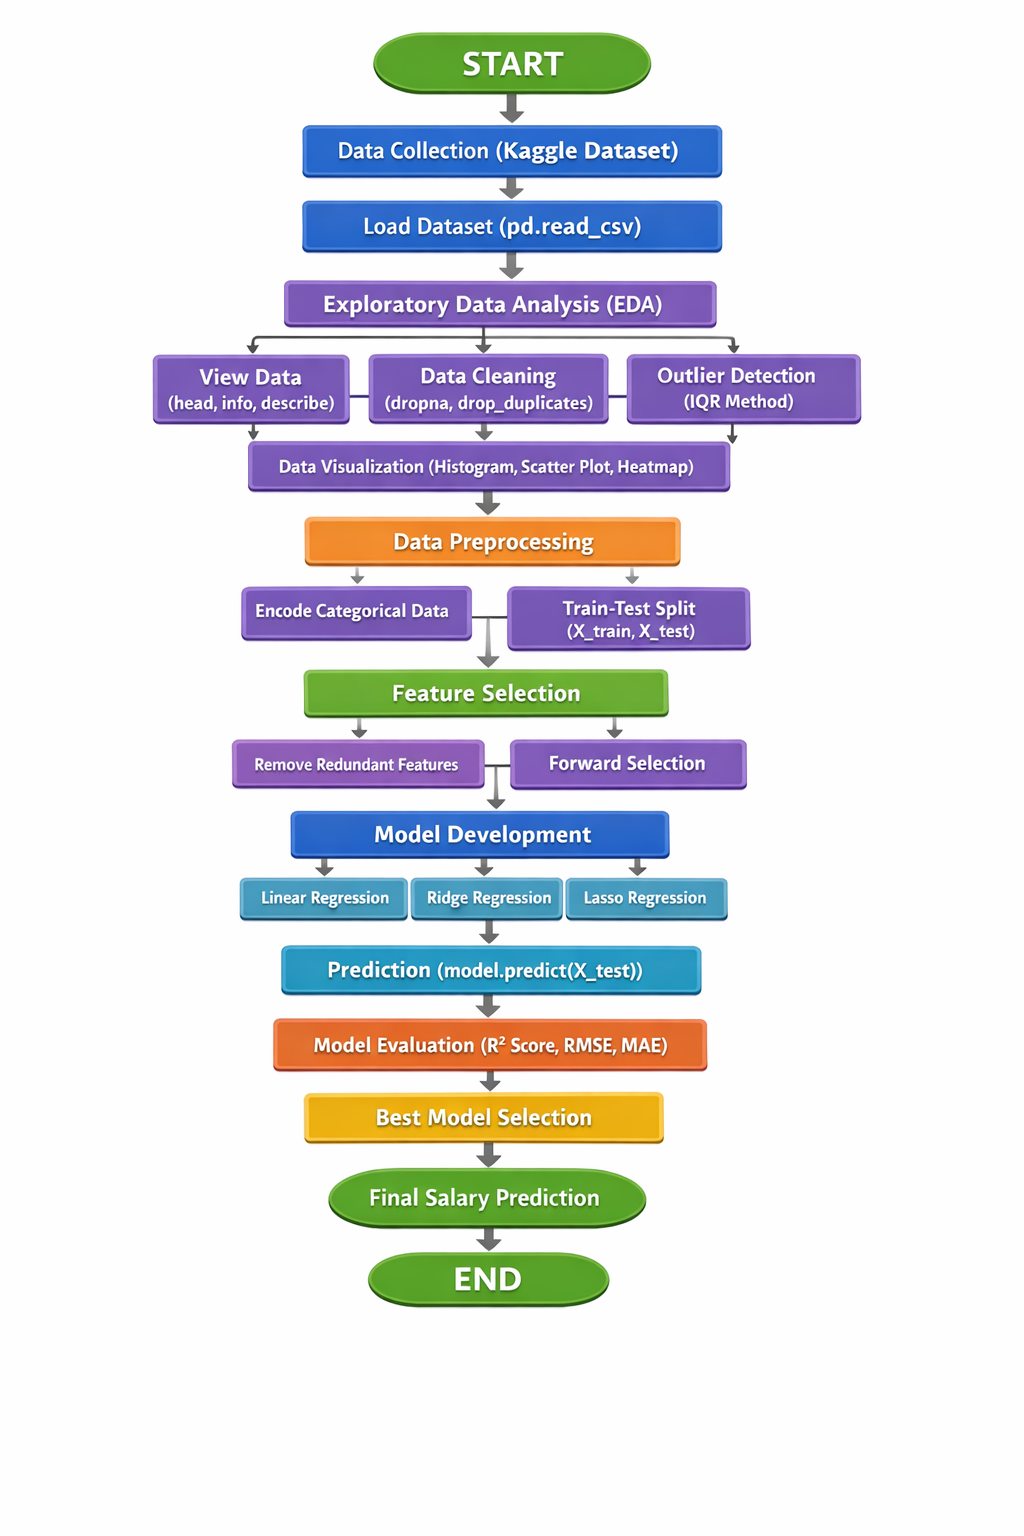 START
Data Collection (Kaggle Dataset)
Load Dataset (pd.read_csv)
Exploratory Data Analysis (EDA)
View Data
(head, info, describe)
Data Cleaning
(dropna, drop_duplicates)
Outlier Detection
(IQR Method)
Data Visualization (Histogram, Scatter Plot, Heatmap)
Data Preprocessing
Encode Categorical Data
Train-Test Split
(X_train, X_test)
Feature Selection
Remove Redundant Features
Forward Selection
Model Development
Linear Regression
Ridge Regression
Lasso Regression
Prediction (model.predict(X_test))
Model Evaluation (R² Score, RMSE, MAE)
Best Model Selection
Final Salary Prediction
END